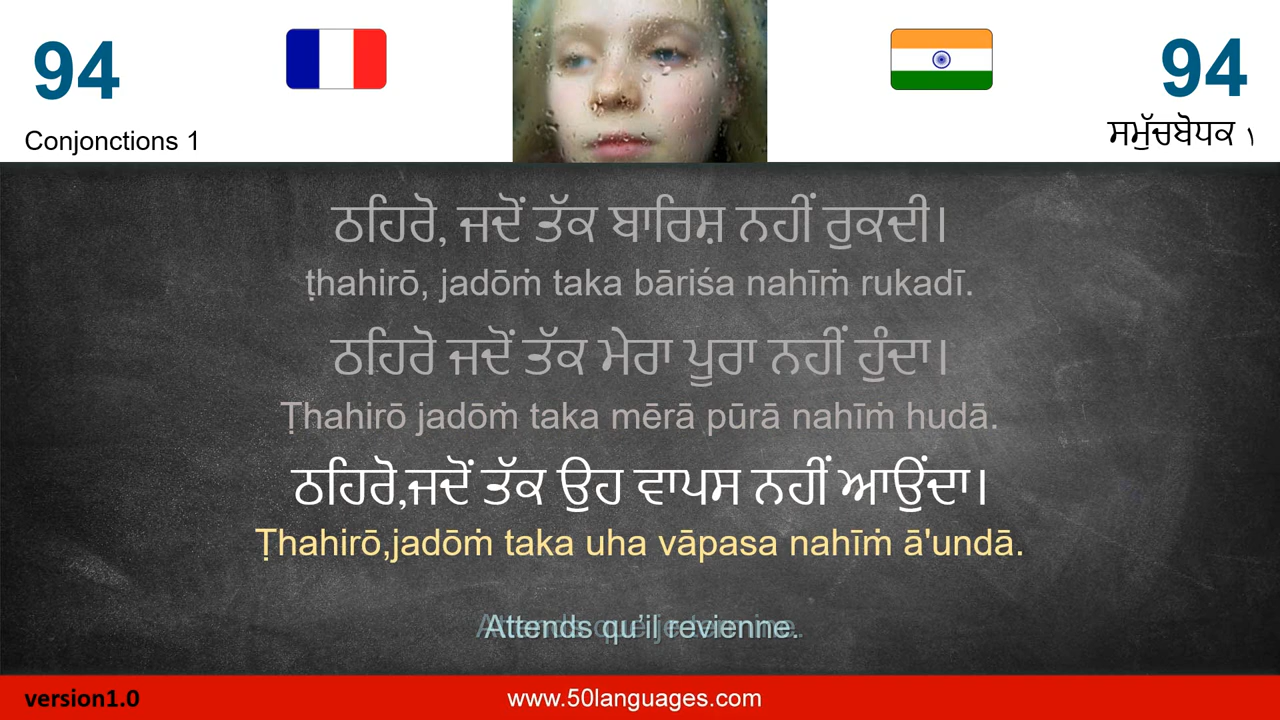 94
94
Conjonctions 1
ਸਮੁੱਚਬੋਧਕ ੧
ਠਹਿਰੋ, ਜਦੋਂ ਤੱਕ ਬਾਰਿਸ਼ ਨਹੀਂ ਰੁਕਦੀ।
ṭhahirō, jadōṁ taka bāriśa nahīṁ rukadī.
ਠਹਿਰੋ ਜਦੋਂ ਤੱਕ ਮੇਰਾ ਪੂਰਾ ਨਹੀਂ ਹੁੰਦਾ।
Ṭhahirō jadōṁ taka mērā pūrā nahīṁ hudā.
ਠਹਿਰੋ,ਜਦੋਂ ਤੱਕ ਉਹ ਵਾਪਸ ਨਹੀਂ ਆਉਂਦਾ।
Ṭhahirō,jadōṁ taka uha vāpasa nahīṁ ā'undā.
Attends qu'il revienne.
version1.0
www.50languages.com